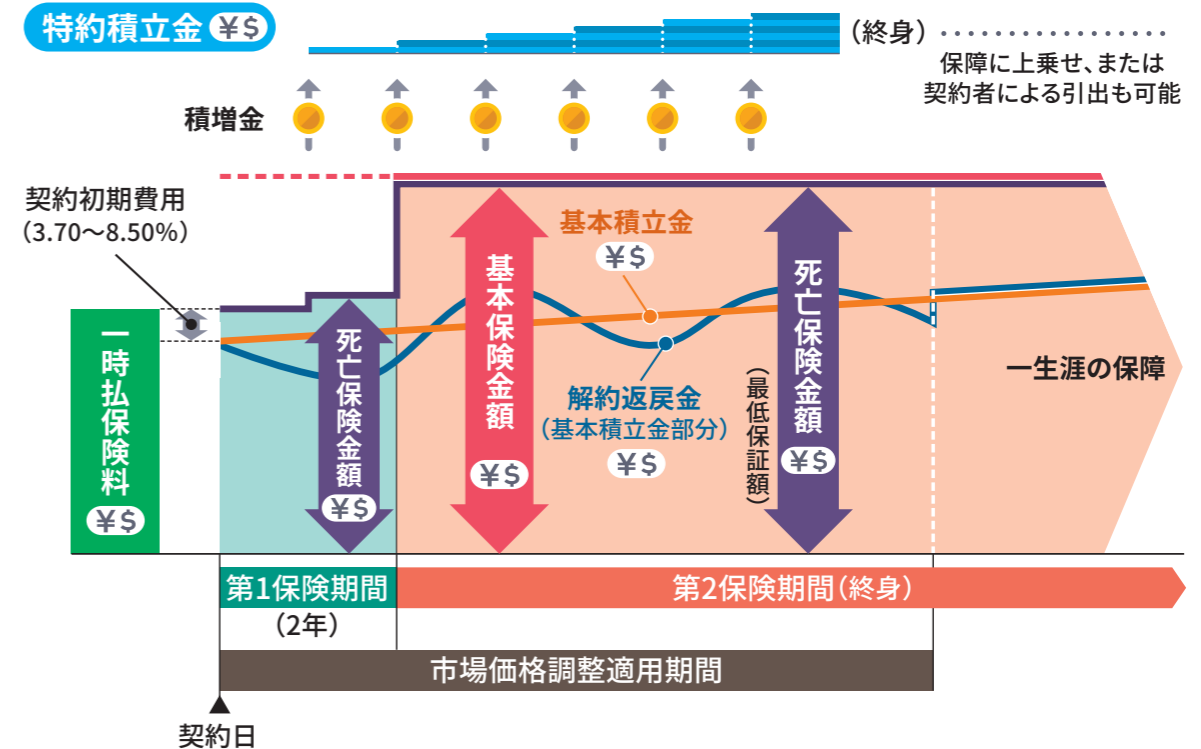 特約積立金 ¥$
(終身)
保障に上乗せ、または
契約者による引出も可能
積増金
契約初期費用
(3.70~8.50%)
基本積立金
¥$
一時払保険料
¥$
死亡保険金額
¥$
基本保険金額
¥$
解約返戻金
(基本積立金部分)
¥$
死亡保険金額
(最低保証額)
¥$
一生涯の保障
第1保険期間
(2年)
第2保険期間(終身)
市場価格調整適用期間
契約日